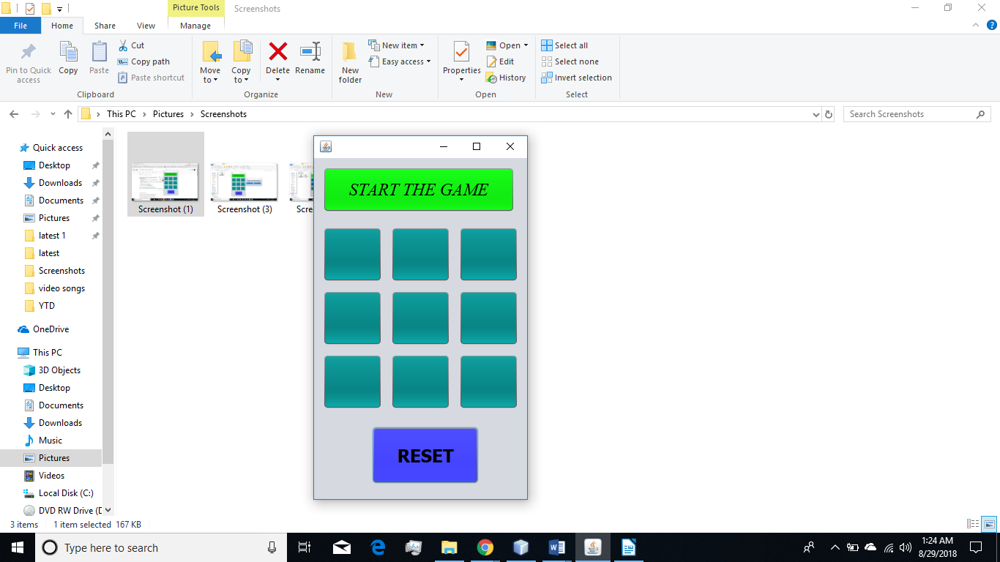 Picture Tools
Screenshots
File
Home
Share
View
Manage
Pin to Quick access
Copy
Paste
Cut
Copy path
Paste shortcut
Clipboard
Move to
Copy to
Delete
Rename
Organize
New folder
New item
Easy access
New
Properties
Open
Edit
History
Open
Select all
Select none
Invert selection
Select
This PC
Pictures
Screenshots
Search Screenshots
Quick access
Desktop
Downloads
Documents
Pictures
latest 1
latest
Screenshots
video songs
YTD
OneDrive
This PC
3D Objects
Desktop
Documents
Downloads
Music
Pictures
Videos
Local Disk (C:)
DVD RW Drive (D
Screenshot (1)
Screenshot (3)
Scre
START THE GAME
RESET
3 items
1 item selected 167 KB
Type here to search
1:24 AM
8/29/2018